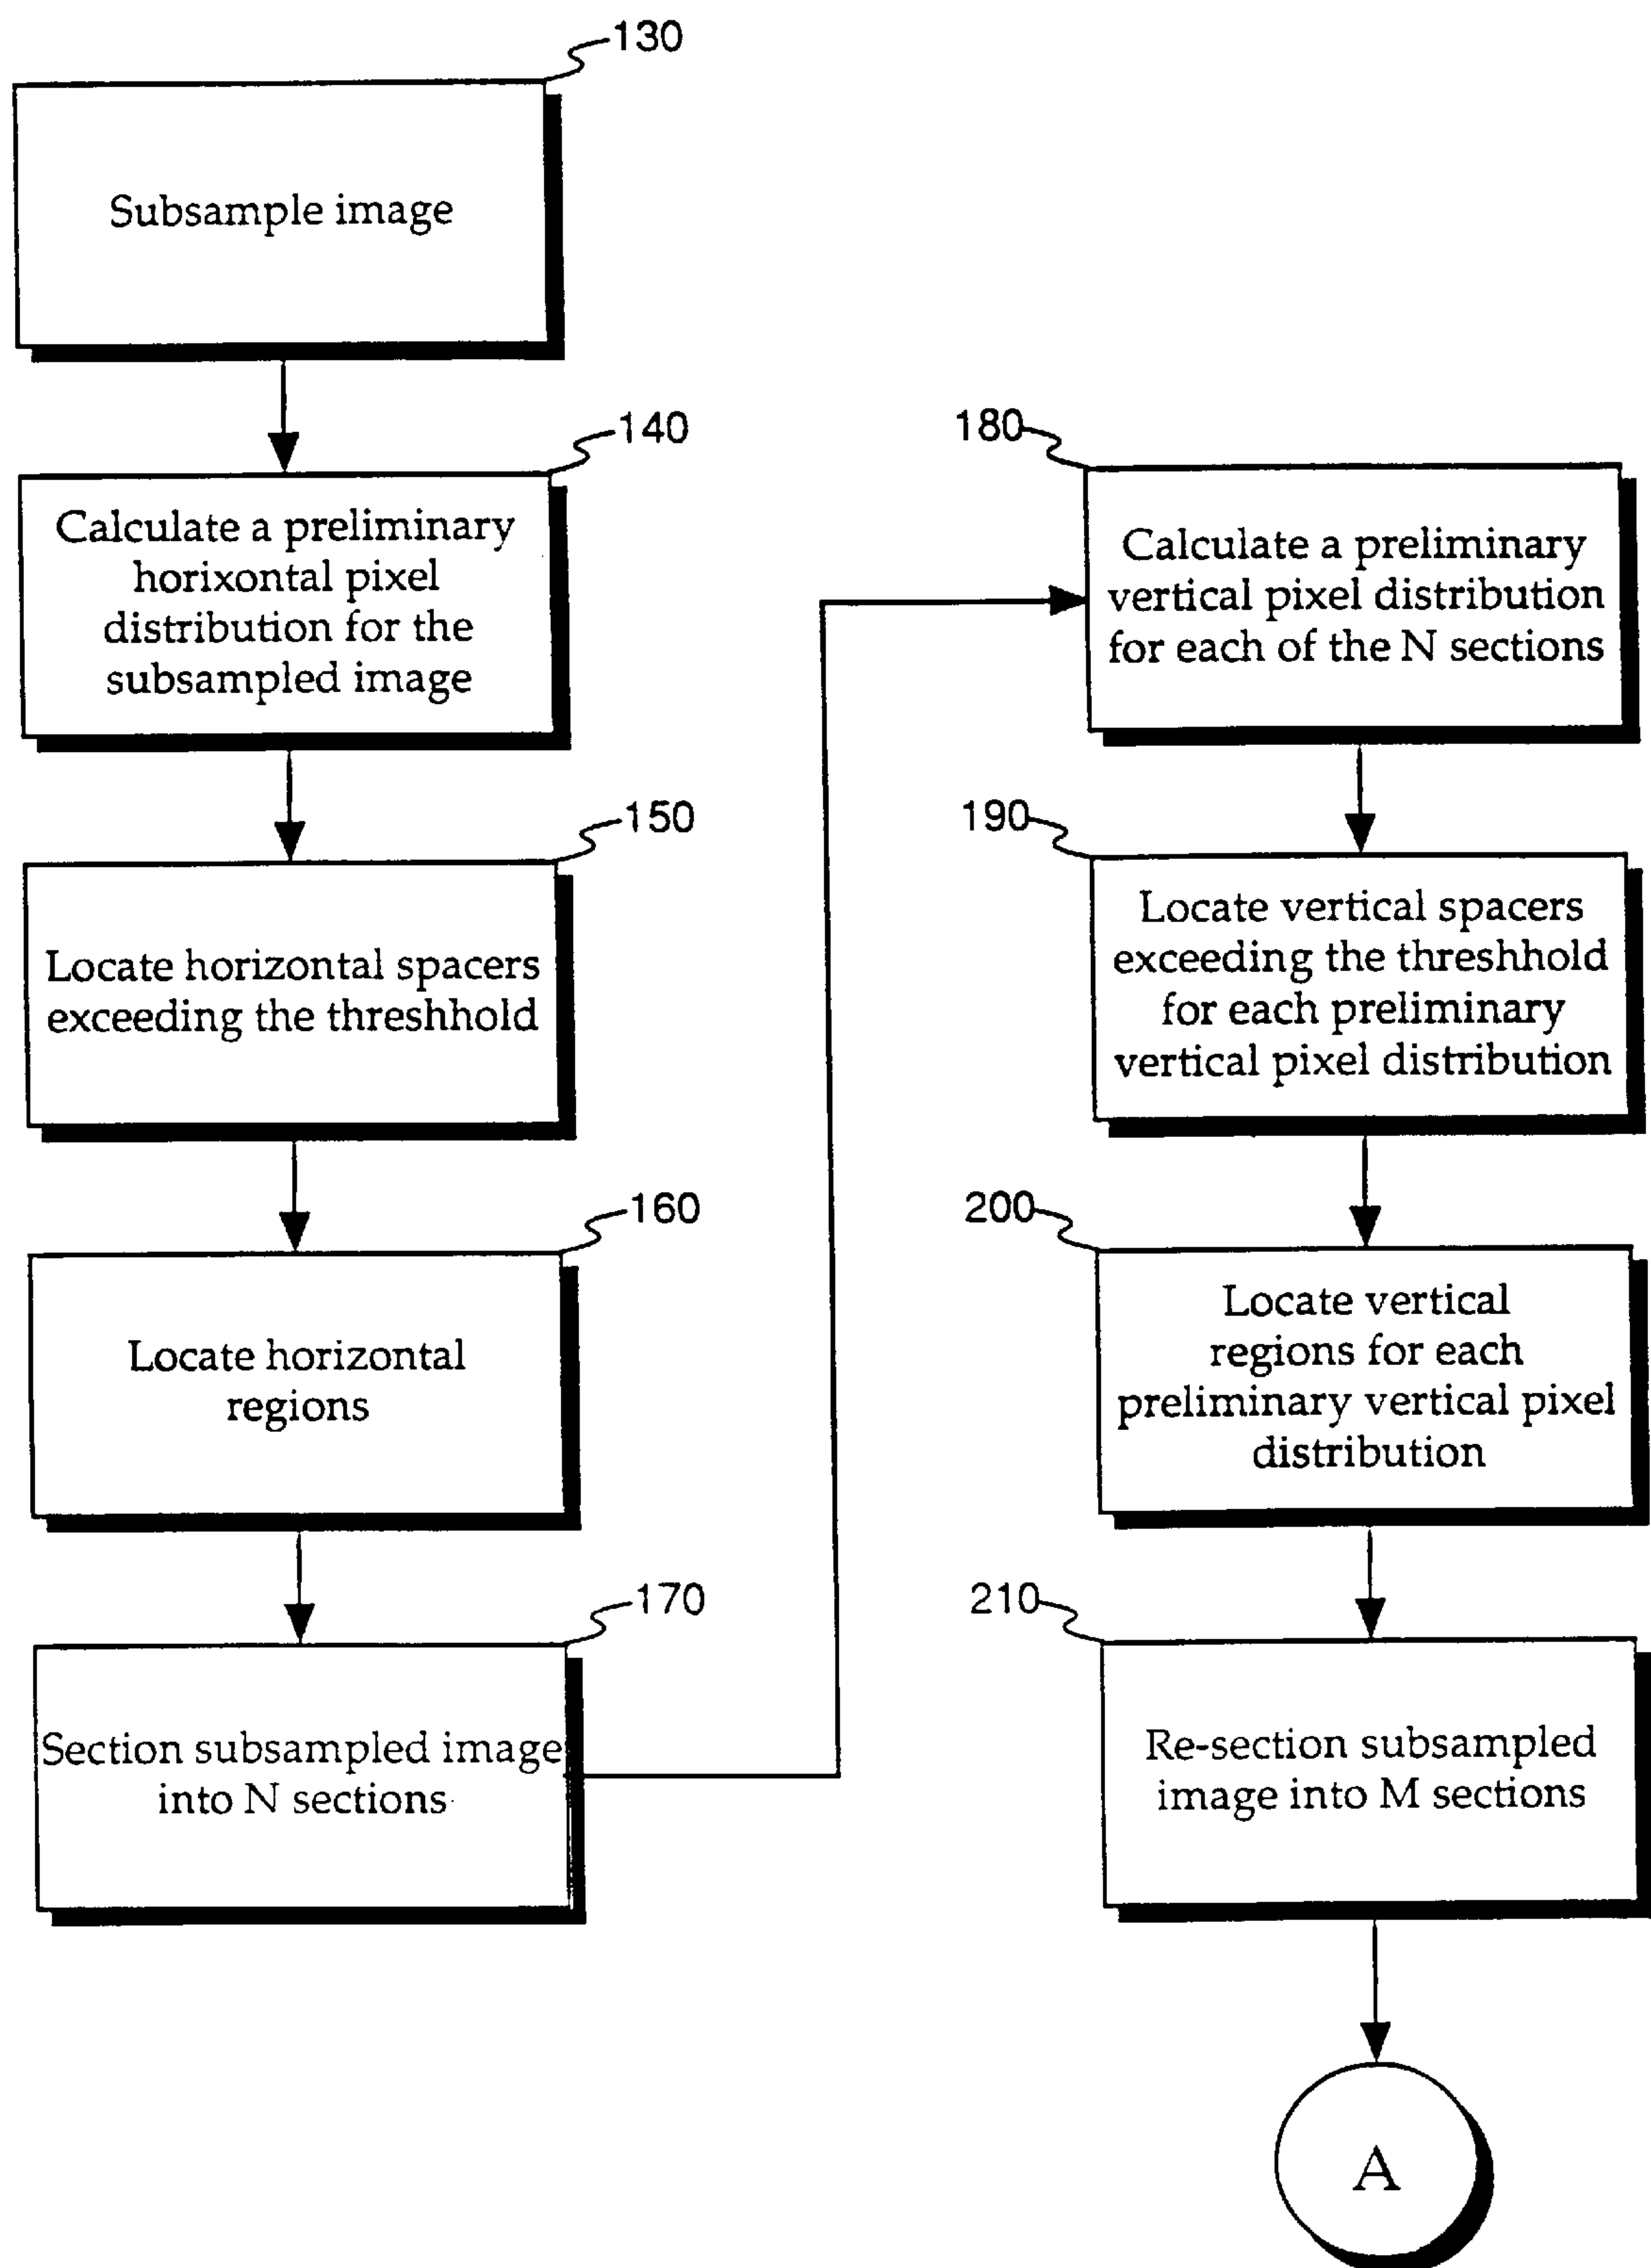 130
Subsample image
140
Calculate a preliminary
horixontal pixel
distribution for the
subsampled image
150
Locate horizontal spacers
exceeding the threshhold
160
Locate horizontal
regions
170
Section subsampled image
into N sections
180
Calculate a preliminary
vertical pixel distribution
for each of the N sections
190
Locate vertical spacers
exceeding the threshhold
for each preliminary
vertical pixel distribution
200
Locate vertical
regions for each
preliminary vertical pixel
distribution
210
Re-section subsampled
image into M sections
A